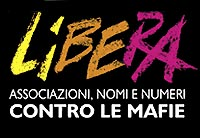 LIBERA
ASSOCIAZIONI, NOMI E NUMERI
CONTRO LE MAFIE